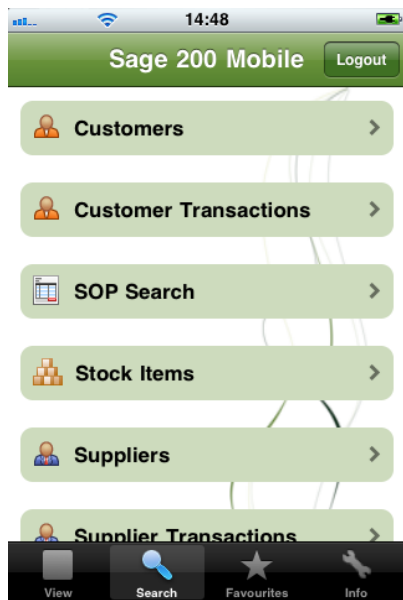 14:48
Sage 200 Mobile
Logout
Customers
Customer Transactions
SOP Search
Stock Items
Suppliers
Supplier Transactions
View Search Favourites Info